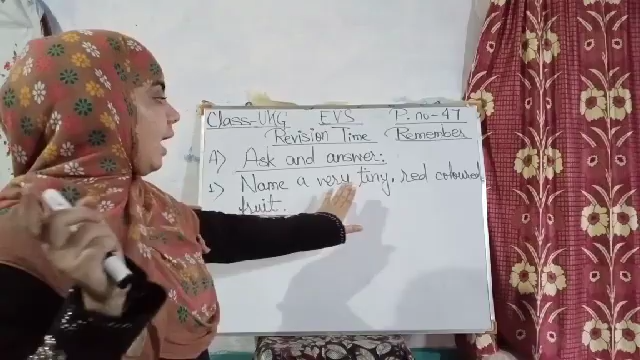 Class-UKG EVS P.no-47
Revision Time Remember
A) Ask and answer.
1) Name a very tiny, red coloured
fruit.